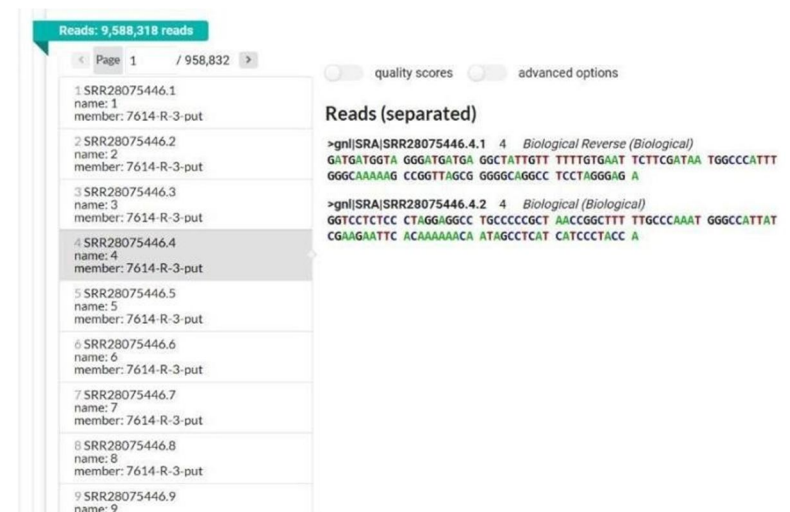 Reads: 9,588,318 reads
< Page 1 / 958,832 >
1 SRR28075446.1
name: 1
member: 7614-R-3-put
2 SRR28075446.2
name: 2
member: 7614-R-3-put
3 SRR28075446.3
name: 3
member: 7614-R-3-put
4 SRR28075446.4
name: 4
member: 7614-R-3-put
5 SRR28075446.5
name: 5
member: 7614-R-3-put
6 SRR28075446.6
name: 6
member: 7614-R-3-put
7 SRR28075446.7
name: 7
member: 7614-R-3-put
8 SRR28075446.8
name: 8
member: 7614-R-3-put
9 SRR28075446.9
name: 9
quality scores advanced options
Reads (separated)
>gnl|SRA|SRR28075446.4.1 4 Biological Reverse (Biological)
GATGATGGTA GGGATGATGA GGCTATTGTT TTTTGTGAAT TCTTCGATAA TGGCCCATTT
GGGCAAAAAG CCGGTTAGCG GGGGCAGGCC TCCTAGGGAG A
>gnl|SRA|SRR28075446.4.2 4 Biological (Biological)
GGTCCTCTCC CTAGGAGGCC TGCCCCCGCT AACCGGCTTT TTGCCCAAAT GGGCCATTAT
CGAAGAATTC ACAAAAAACA ATAGCCTCAT CATCCCTACC A